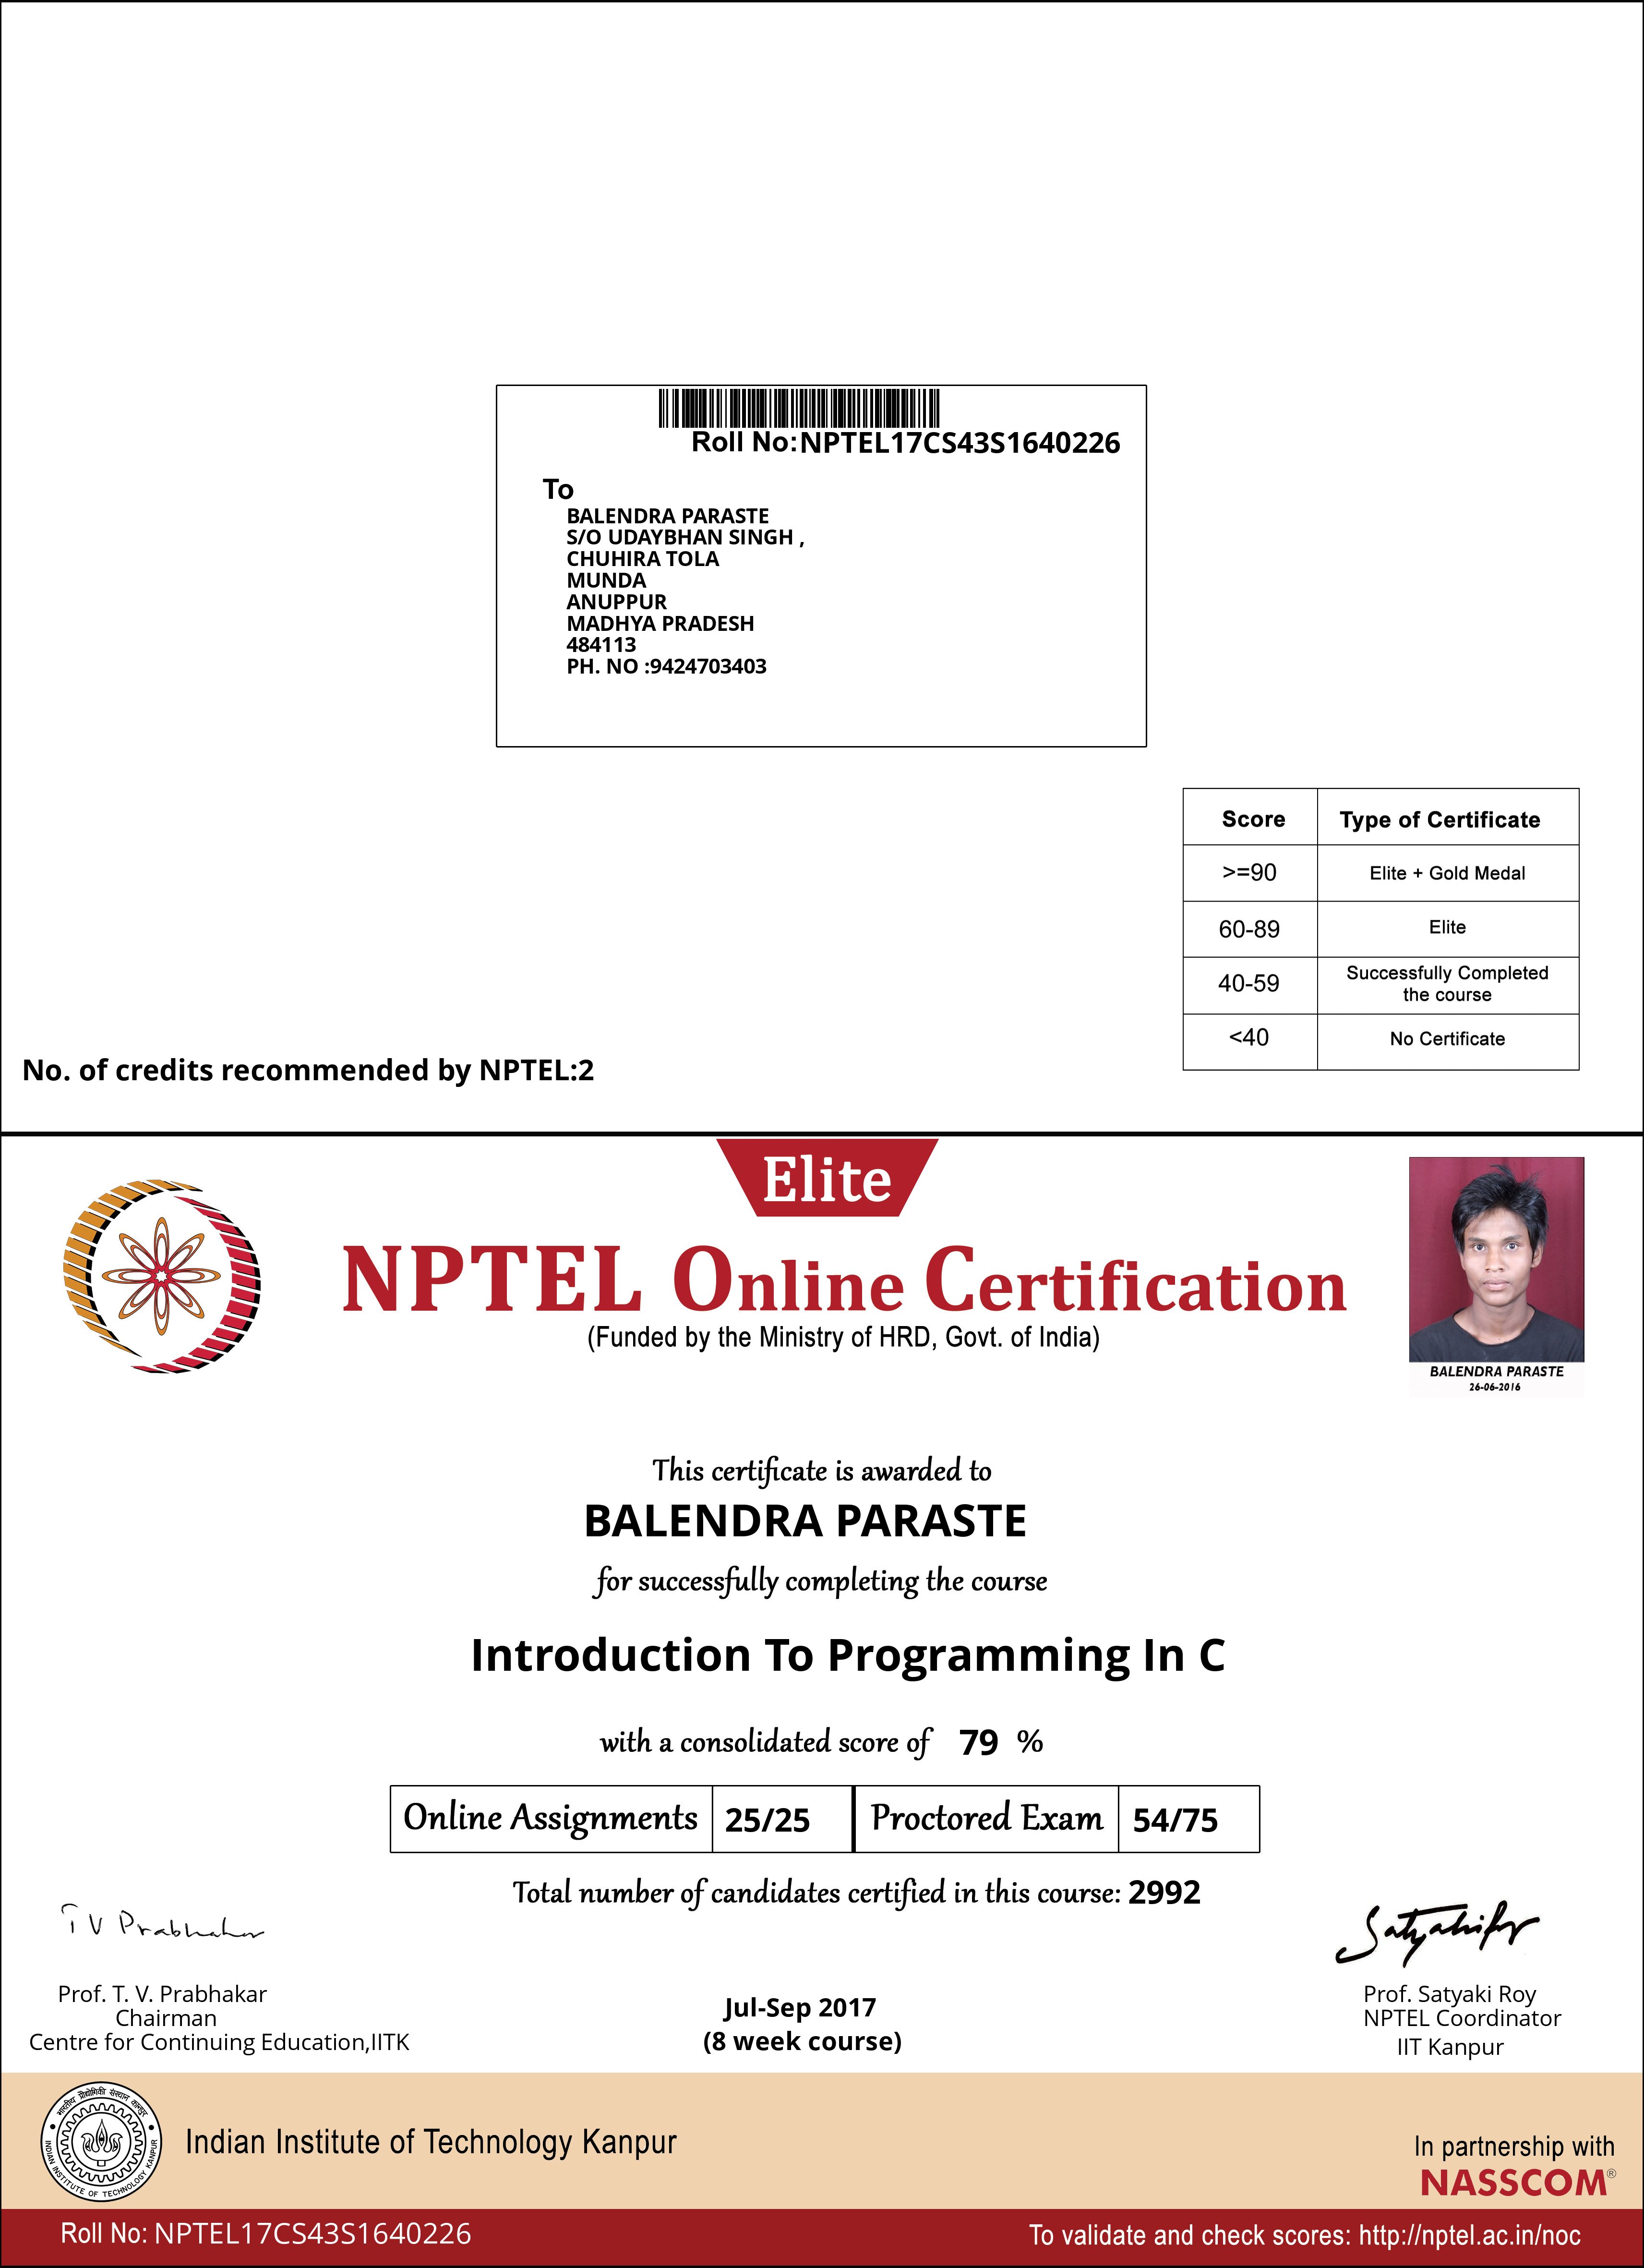 Roll No:NPTEL17CS43S1640226
To
BALENDRA PARASTE
S/O UDAYBHAN SINGH ,
CHUHIRA TOLA
MUNDA
ANUPPUR
MADHYA PRADESH
484113
PH. NO :9424703403
Score Type of Certificate
>=90 Elite + Gold Medal
60-89 Elite
40-59 Successfully Completed
the course
<40 No Certificate
No. of credits recommended by NPTEL:2
Elite
NPTEL Online Certification
(Funded by the Ministry of HRD, Govt. of India)
BALENDRA PARASTE
26-06-2016
This certificate is awarded to
BALENDRA PARASTE
for successfully completing the course
Introduction To Programming In C
with a consolidated score of 79 %
Online Assignments 25/25 Proctored Exam 54/75
Total number of candidates certified in this course: 2992
T V Prabhakar
Prof. T. V. Prabhakar
Chairman
Centre for Continuing Education,IITK
Jul-Sep 2017
(8 week course)
Prof. Satyaki Roy
NPTEL Coordinator
IIT Kanpur
भारतीय प्रौद्योगिकी संस्थान कानपुर
INDIAN INSTITUTE OF TECHNOLOGY KANPUR
Indian Institute of Technology Kanpur
In partnership with
NASSCOM®
Roll No: NPTEL17CS43S1640226
To validate and check scores: http://nptel.ac.in/noc